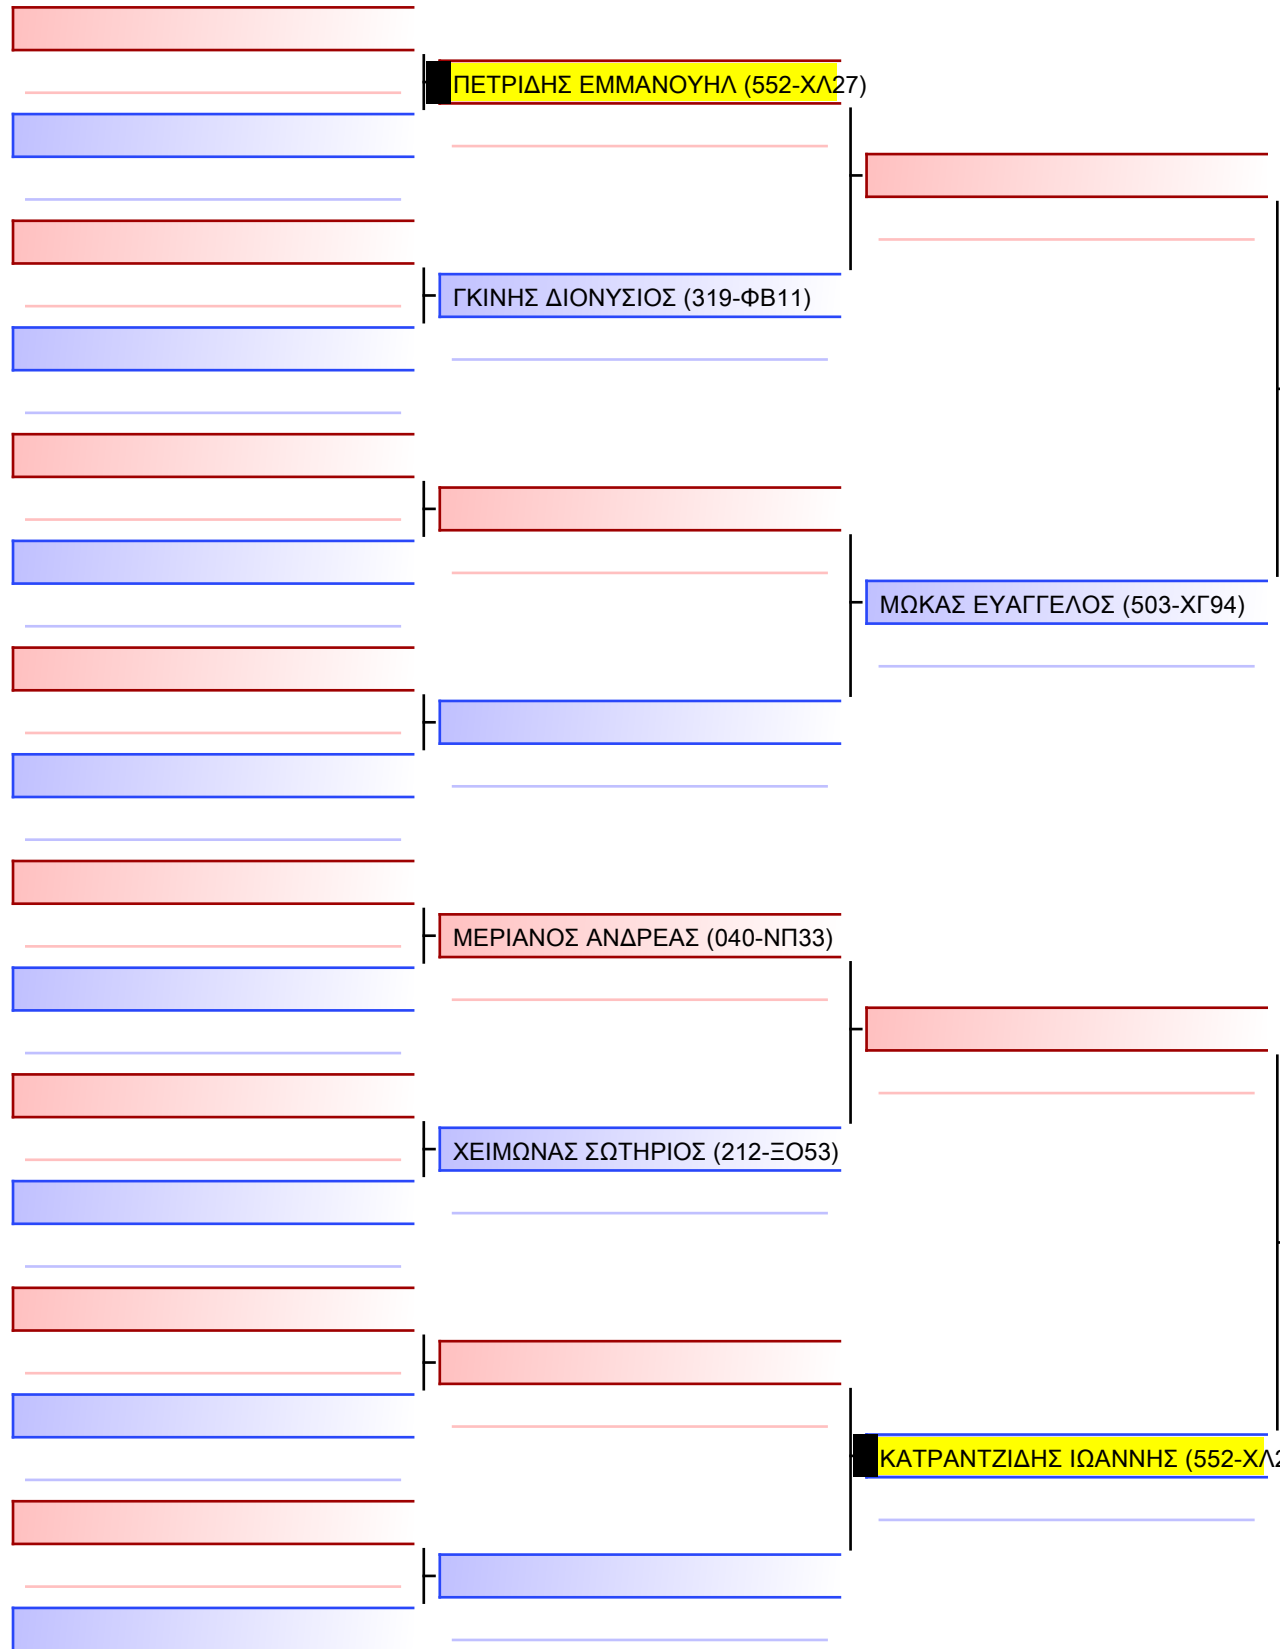 ΠΕΤΡΙΔΗΣ ΕΜΜΑΝΟΥΗΛ (552-ΧΛ27)
ΓΚΙΝΗΣ ΔΙΟΝΥΣΙΟΣ (319-ΦΒ11)
ΜΩΚΑΣ ΕΥΑΓΓΕΛΟΣ (503-ΧΓ94)
ΜΕΡΙΑΝΟΣ ΑΝΔΡΕΑΣ (040-ΝΠ33)
ΧΕΙΜΩΝΑΣ ΣΩΤΗΡΙΟΣ (212-ΞΟ53)
ΚΑΤΡΑΝΤΖΙΔΗΣ ΙΩΑΝΝΗΣ